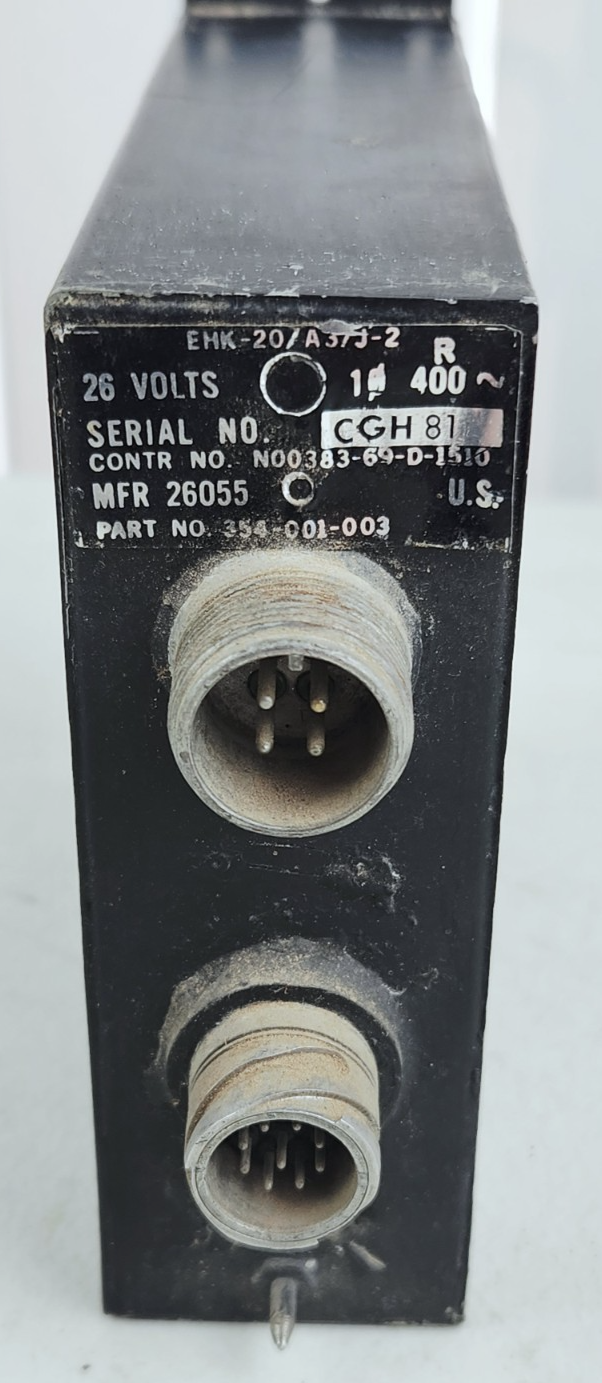 EHK-20/A37J-2
R
26 VOLTS 1ϕ 400 ~
SERIAL NO. CGH 81
CONTR NO. N00383-69-D-1510
MFR 26055 U.S.
PART NO 354-001-003